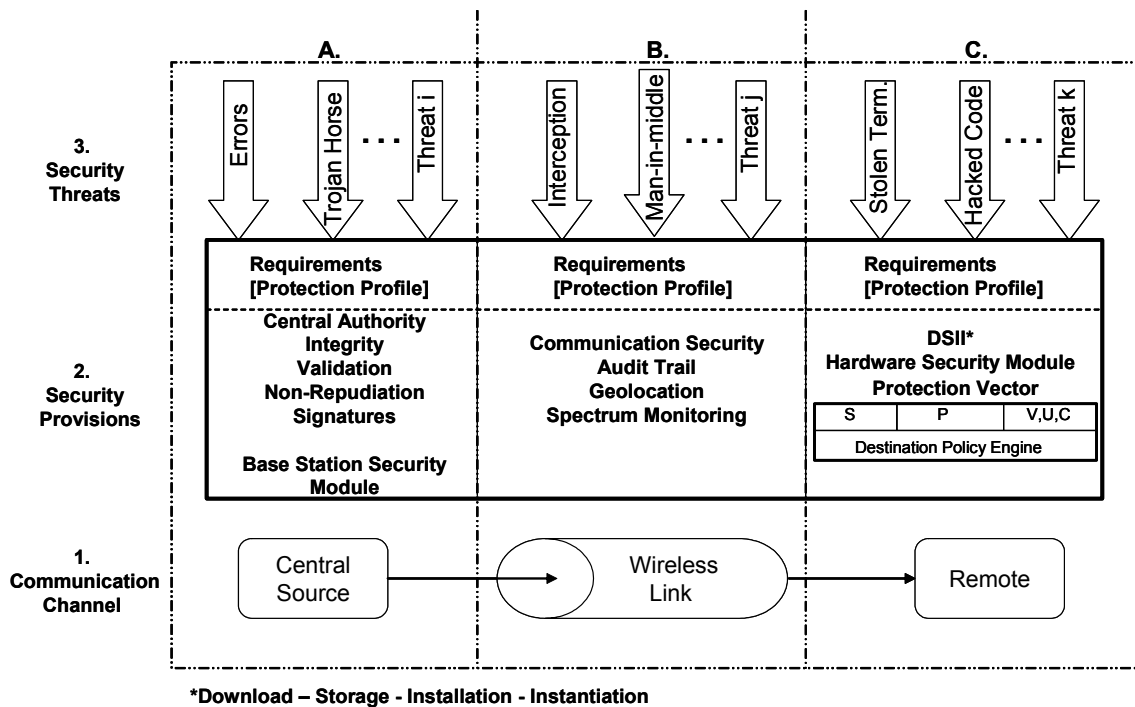 A.
B.
C.
3.
Security
Threats
Errors
Trojan Horse
. . .
Threat i
Interception
Man-in-middle
. . .
Threat j
Stolen Term.
Hacked Code
. . .
Threat k
2.
Security
Provisions
Requirements
[Protection Profile]
Central Authority
Integrity
Validation
Non-Repudiation
Signatures
Base Station Security
Module
Requirements
[Protection Profile]
Communication Security
Audit Trail
Geolocation
Spectrum Monitoring
Requirements
[Protection Profile]
DSII*
Hardware Security Module
Protection Vector
S P V,U,C
Destination Policy Engine
1.
Communication
Channel
Central
Source
Wireless
Link
Remote
*Download – Storage - Installation - Instantiation